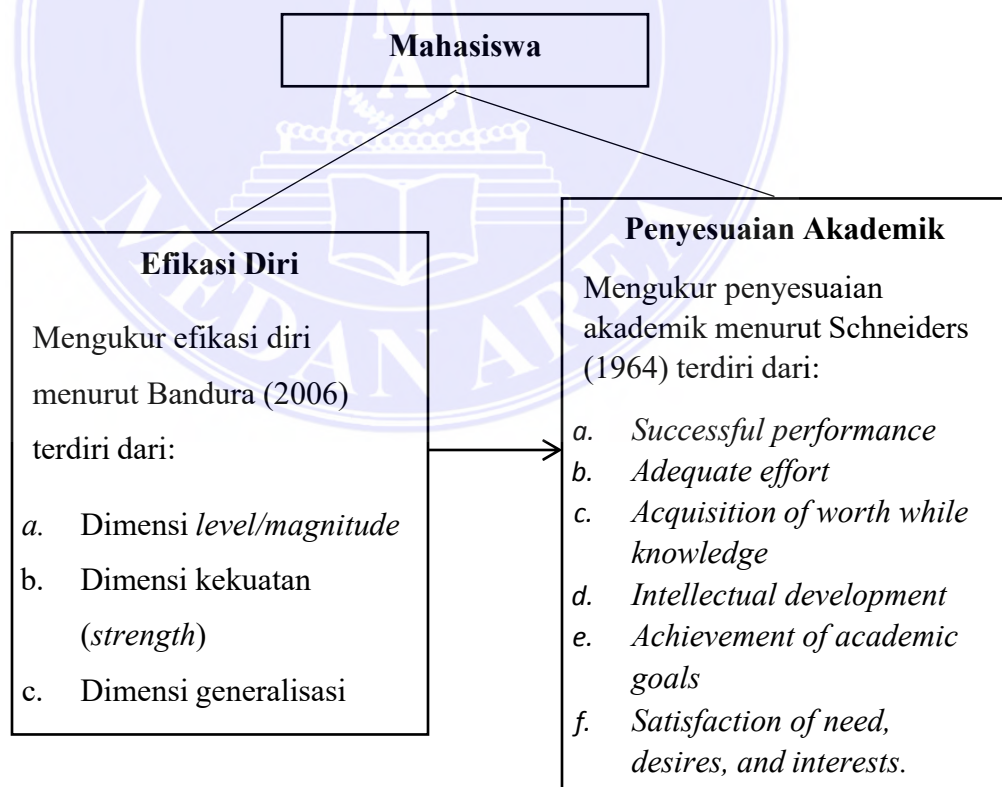 Mahasiswa
Efikasi Diri
Mengukur efikasi diri
menurut Bandura (2006)
terdiri dari:
a. Dimensi level/magnitude
b. Dimensi kekuatan
(strength)
c. Dimensi generalisasi
Penyesuaian Akademik
Mengukur penyesuaian
akademik menurut Schneiders
(1964) terdiri dari:
a. Successful performance
b. Adequate effort
c. Acquisition of worth while
knowledge
d. Intellectual development
e. Achievement of academic
goals
f. Satisfaction of need,
desires, and interests.
M
A
MEDAN AREA